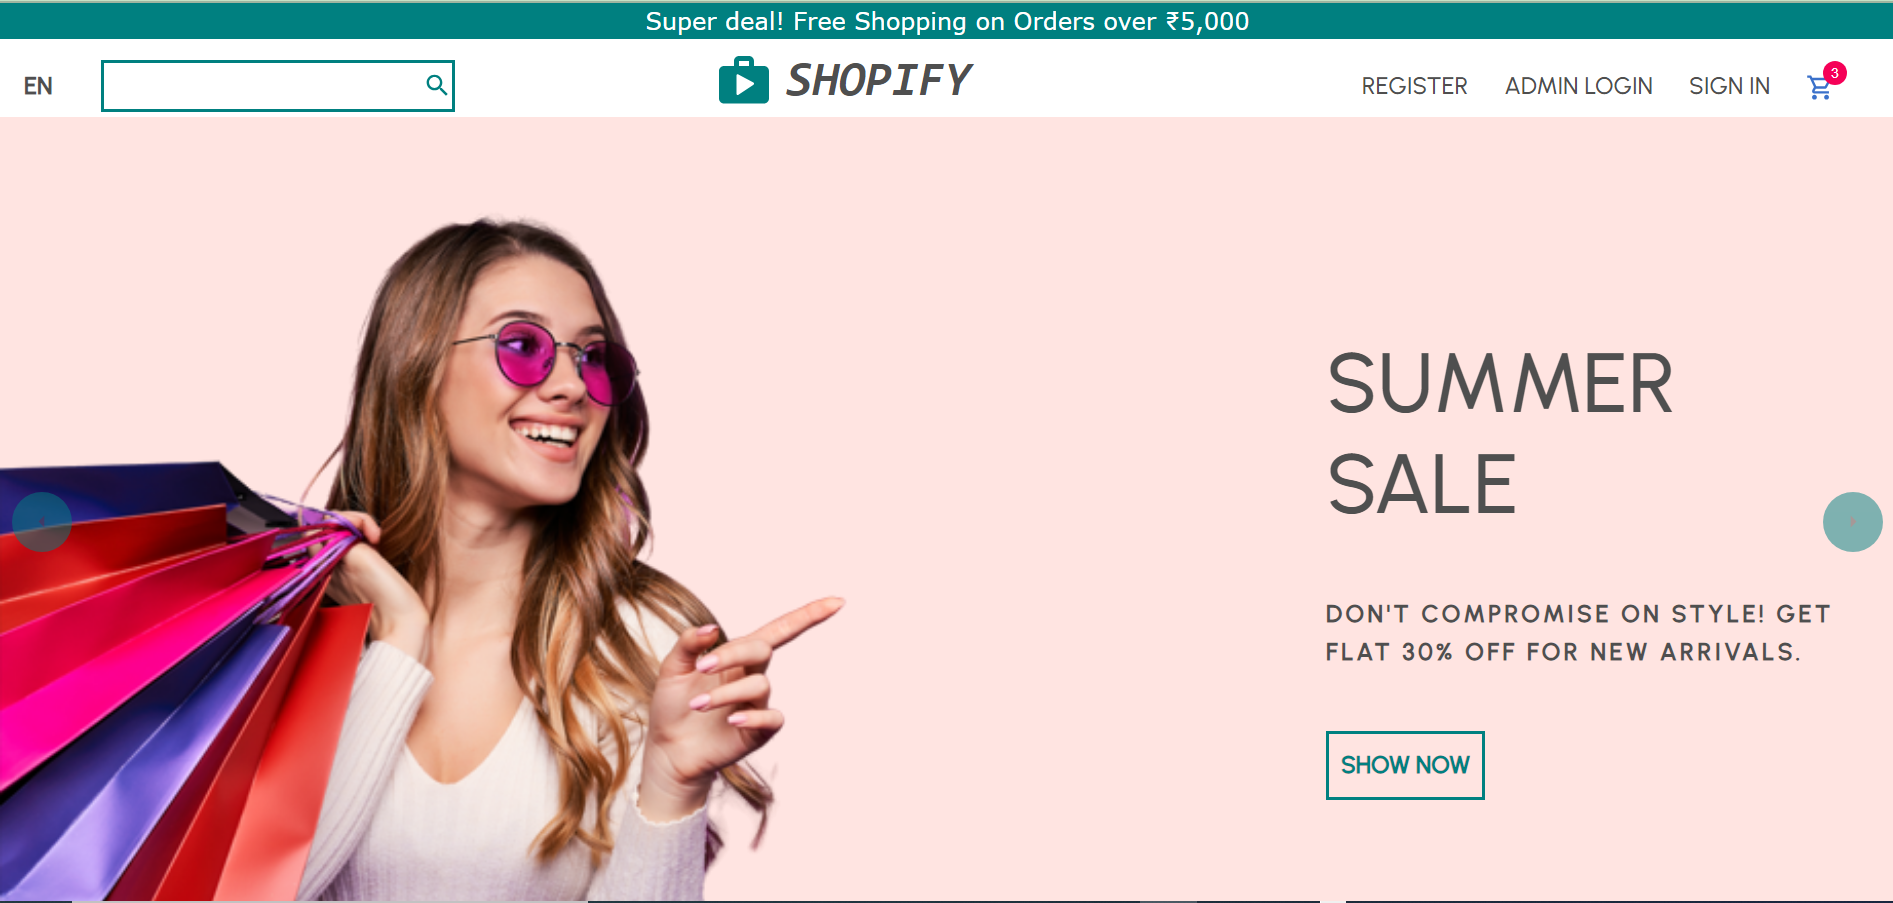 Super deal! Free Shopping on Orders over ₹5,000
EN
SHOPIFY
REGISTER
ADMIN LOGIN
SIGN IN
3
SUMMER
SALE
DON'T COMPROMISE ON STYLE! GET
FLAT 30% OFF FOR NEW ARRIVALS.
SHOW NOW